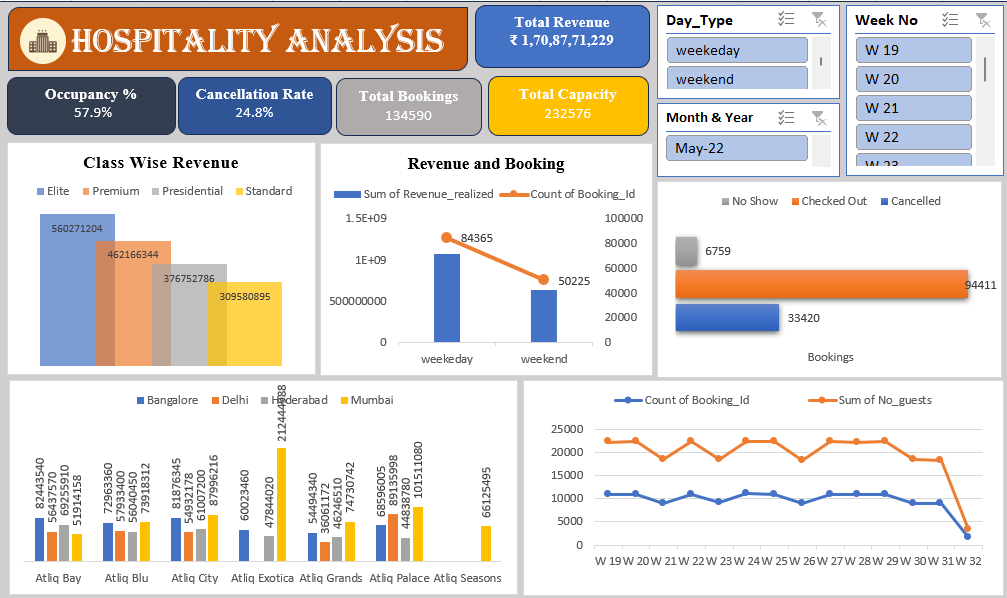 HOSPITALITY ANALYSIS
Total Revenue
₹ 1,70,87,71,229
Occupancy %
57.9%
Cancellation Rate
24.8%
Total Bookings
134590
Total Capacity
232576
Day_Type
weekeday
weekend
Month & Year
May-22
Week No
W 19
W 20
W 21
W 22
W 23
Class Wise Revenue
Elite Premium Presidential Standard
560271204
462166344
376752786
309580895
Revenue and Booking
Sum of Revenue_realized Count of Booking_Id
1.5E+09 100000
80000
1E+09
60000
500000000 40000
20000
0 0
84365
50225
weekeday weekend
No Show Checked Out Cancelled
6759
94411
33420
Bookings
Bangalore Delhi Hyderabad Mumbai
82443540 56437570 69255910 51914158
72963360 57933400 56040450 73918312
81876345 54932178 61007200 87996216
60023460 47844020 212444688
54494340 36061172 46246510 74730742
68596005 89135998 44838780 101511080
66125495
Atliq Bay Atliq Blu Atliq City Atliq Exotica Atliq Grands Atliq Palace Atliq Seasons
Count of Booking_Id Sum of No_guests
25000
20000
15000
10000
5000
0
W 19 W 20 W 21 W 22 W 23 W 24 W 25 W 26 W 27 W 28 W 29 W 30 W 31 W 32